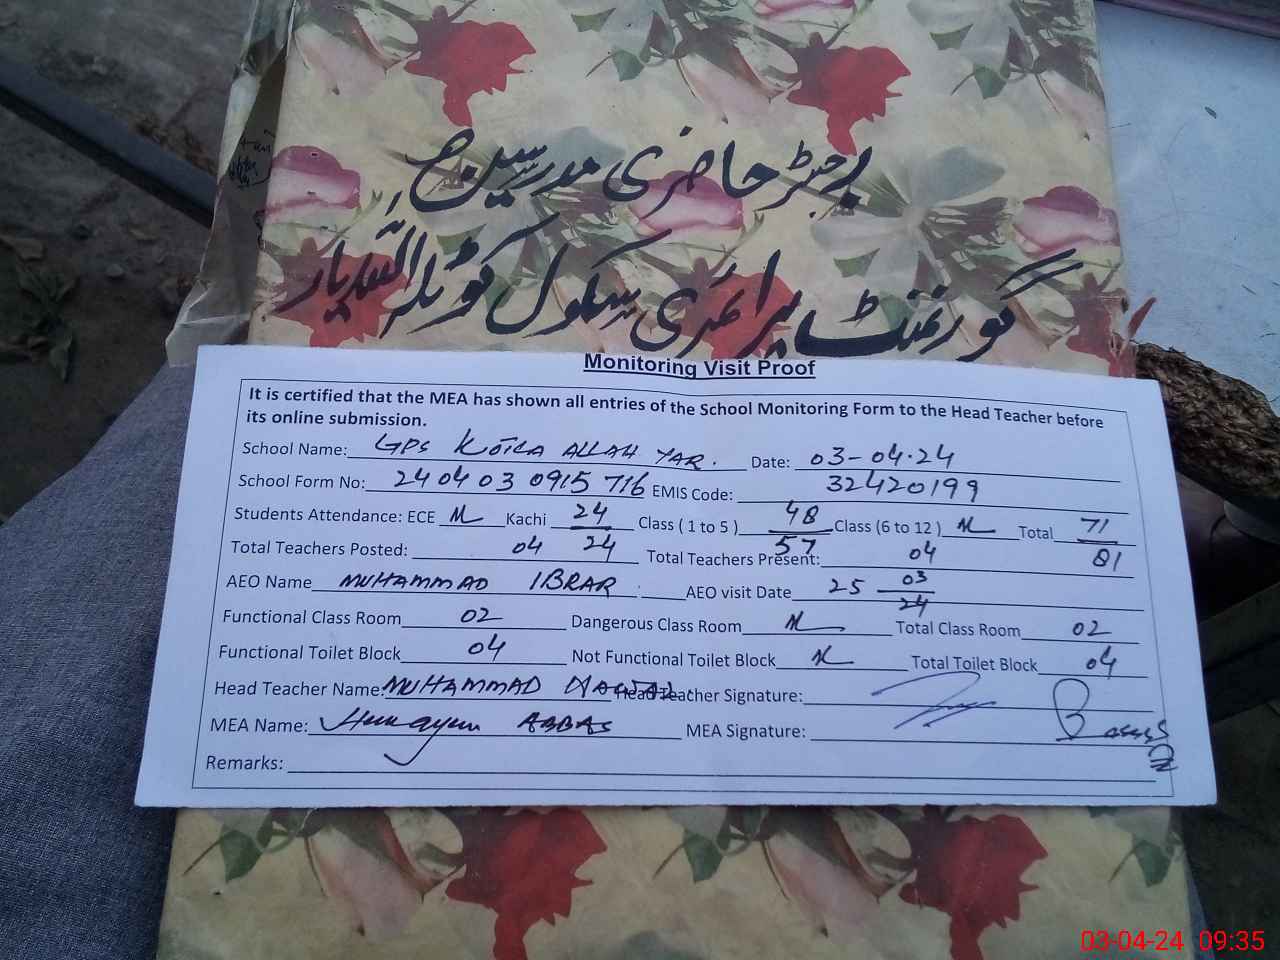 رجسٹر حاضری مدرسین ج
گورنمنٹ پرائمری سکول کوٹلہ اللہ یار
Monitoring Visit Proof
It is certified that the MEA has shown all entries of the School Monitoring Form to the Head Teacher before
its online submission.
School Name: GPS KOTLA ALLAH YAR. Date: 03-04-24
School Form No: 24 04 03 0915 716 EMIS Code: 32420199
Students Attendance: ECE Kachi 24/24 Class ( 1 to 5 ) 48/57 Class (6 to 12 ) Total 71/81
Total Teachers Posted: 04 Total Teachers Present: 04
AEO Name MUHAMMAD IBRAR AEO visit Date 25 03/24
Functional Class Room 02 Dangerous Class Room Total Class Room 02
Functional Toilet Block 04 Not Functional Toilet Block Total Toilet Block 04
Head Teacher Name: MUHAMMAD Head Teacher Signature:
MEA Name: Humayun ABBAS MEA Signature:
Remarks:
03-04-24 09:35